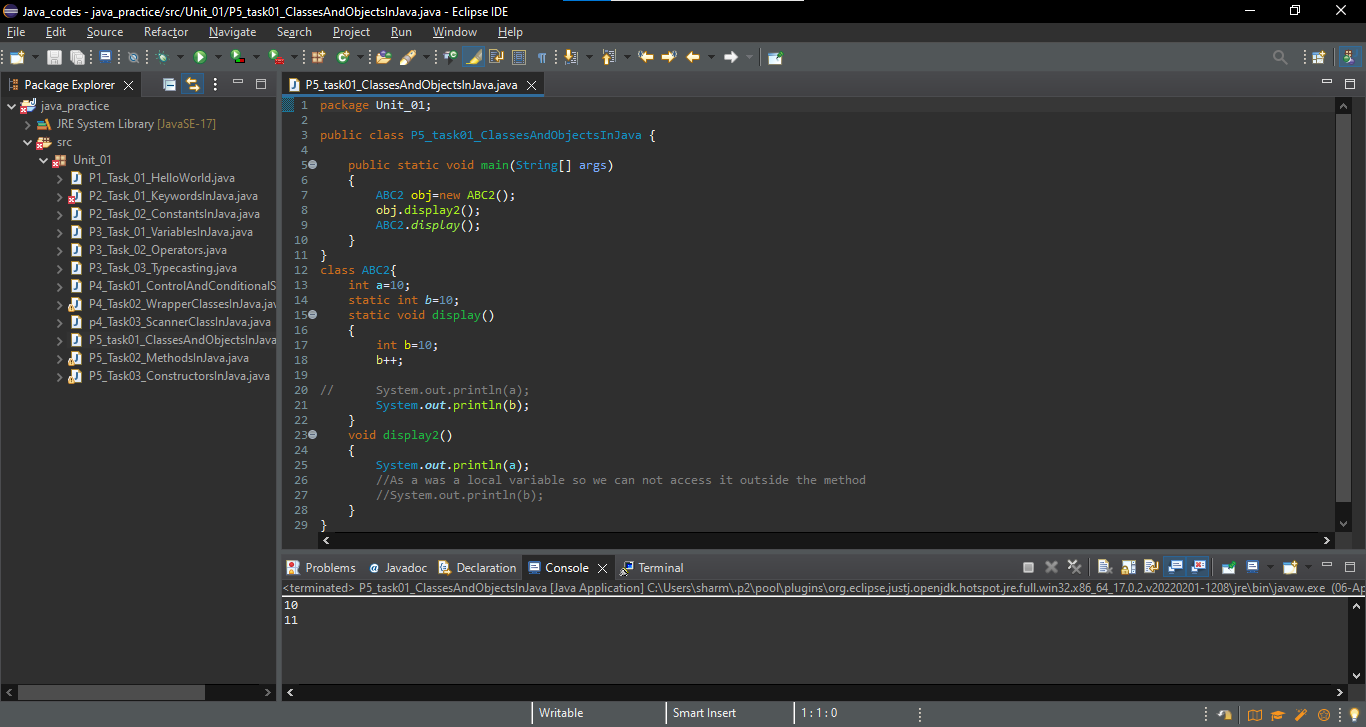 Java_codes - java_practice/src/Unit_01/P5_task01_ClassesAndObjectsInJava.java - Eclipse IDE
File Edit Source Refactor Navigate Search Project Run Window Help
Package Explorer
java_practice
JRE System Library [JavaSE-17]
src
Unit_01
P1_Task_01_HelloWorld.java
P2_Task_01_KeywordsInJava.java
P2_Task_02_ConstantsInJava.java
P3_Task_01_VariablesInJava.java
P3_Task_02_Operators.java
P3_Task_03_Typecasting.java
P4_Task01_ControlAndConditionalS
P4_Task02_WrapperClassesInJava.jav
p4_Task03_ScannerClassInJava.java
P5_task01_ClassesAndObjectsInJava
P5_Task02_MethodsInJava.java
P5_Task03_ConstructorsInJava.java
P5_task01_ClassesAndObjectsInJava.java
1 package Unit_01;
2
3 public class P5_task01_ClassesAndObjectsInJava {
4
5     public static void main(String[] args)
6     {
7         ABC2 obj=new ABC2();
8         obj.display2();
9         ABC2.display();
10     }
11 }
12 class ABC2{
13     int a=10;
14     static int b=10;
15     static void display()
16     {
17         int b=10;
18         b++;
19
20 //      System.out.println(a);
21         System.out.println(b);
22     }
23     void display2()
24     {
25         System.out.println(a);
26         //As a was a local variable so we can not access it outside the method
27         //System.out.println(b);
28     }
29 }
Problems Javadoc Declaration Console Terminal
<terminated> P5_task01_ClassesAndObjectsInJava [Java Application] C:\Users\sharm\.p2\pool\plugins\org.eclipse.justj.openjdk.hotspot.jre.full.win32.x86_64_17.0.2.v20220201-1208\jre\bin\javaw.exe (06-Ap
10
11
Writable Smart Insert 1 : 1 : 0